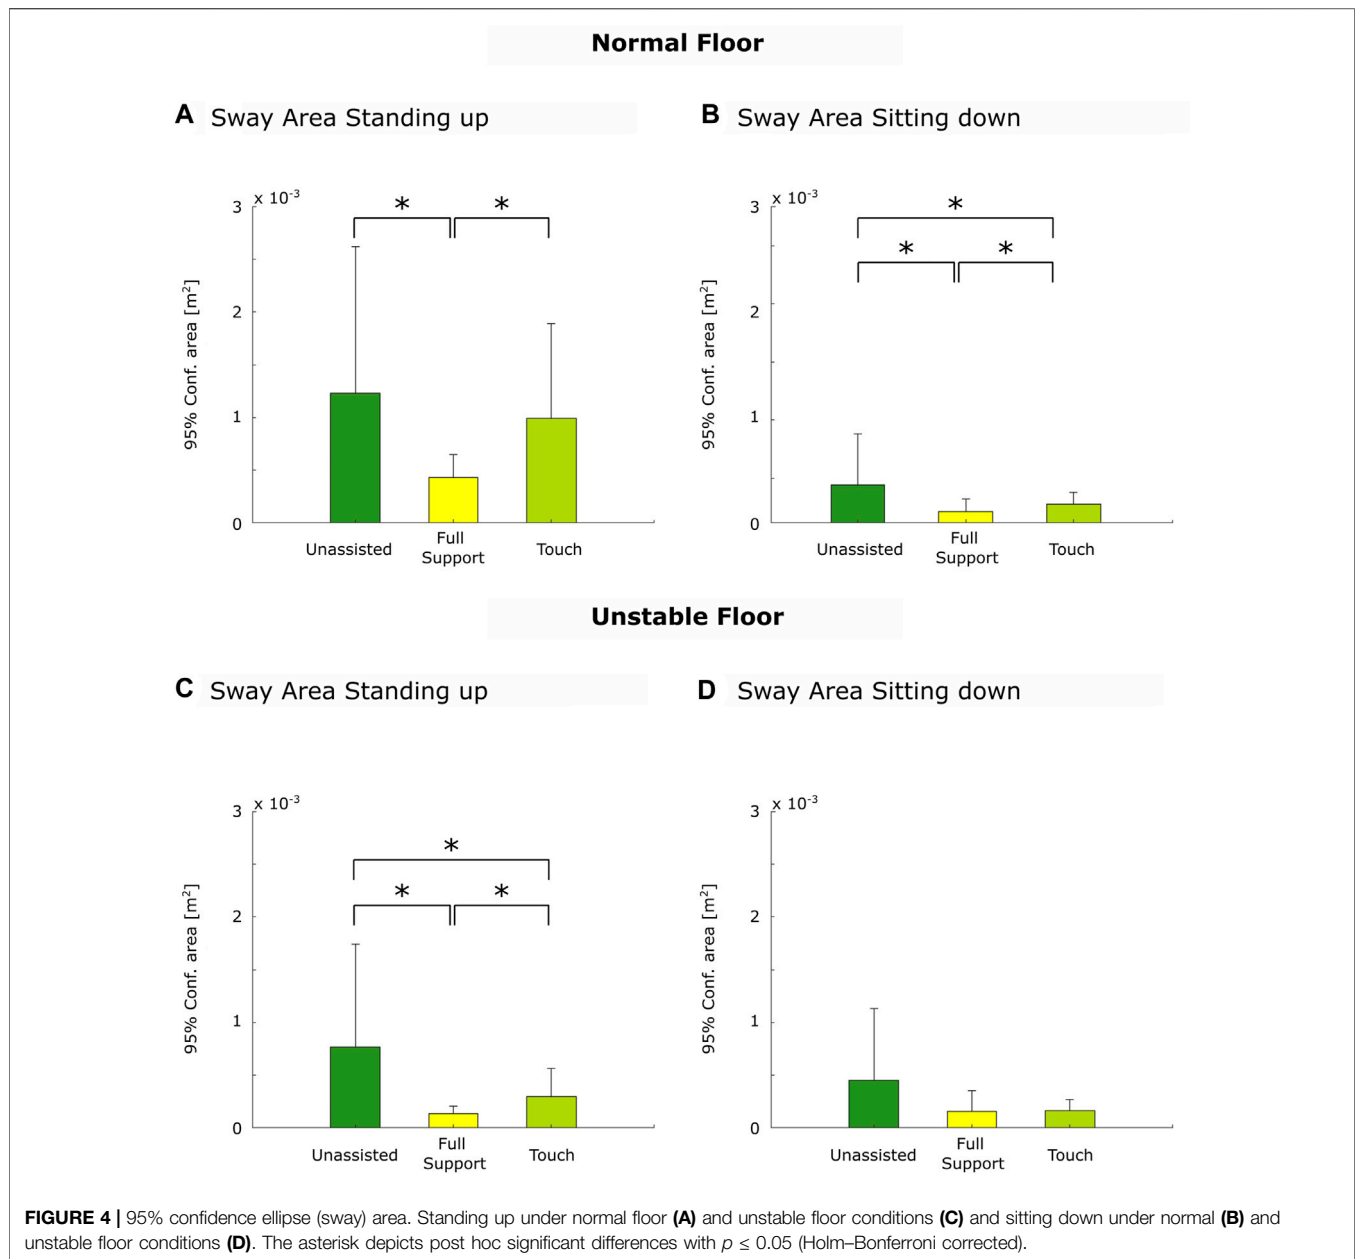 Normal Floor
A Sway Area Standing up
x 10-3
3
2
1
0
95% Conf. area [m2]
*
*
Unassisted
Full
Support
Touch
B Sway Area Sitting down
x 10-3
3
2
1
0
95% Conf. area [m2]
*
*
*
Unassisted
Full
Support
Touch
Unstable Floor
C Sway Area Standing up
x 10-3
3
2
1
0
95% Conf. area [m2]
*
*
*
Unassisted
Full
Support
Touch
D Sway Area Sitting down
x 10-3
3
2
1
0
95% Conf. area [m2]
Unassisted
Full
Support
Touch
FIGURE 4 | 95% confidence ellipse (sway) area. Standing up under normal floor (A) and unstable floor conditions (C) and sitting down under normal (B) and
unstable floor conditions (D). The asterisk depicts post hoc significant differences with p ≤ 0.05 (Holm–Bonferroni corrected).